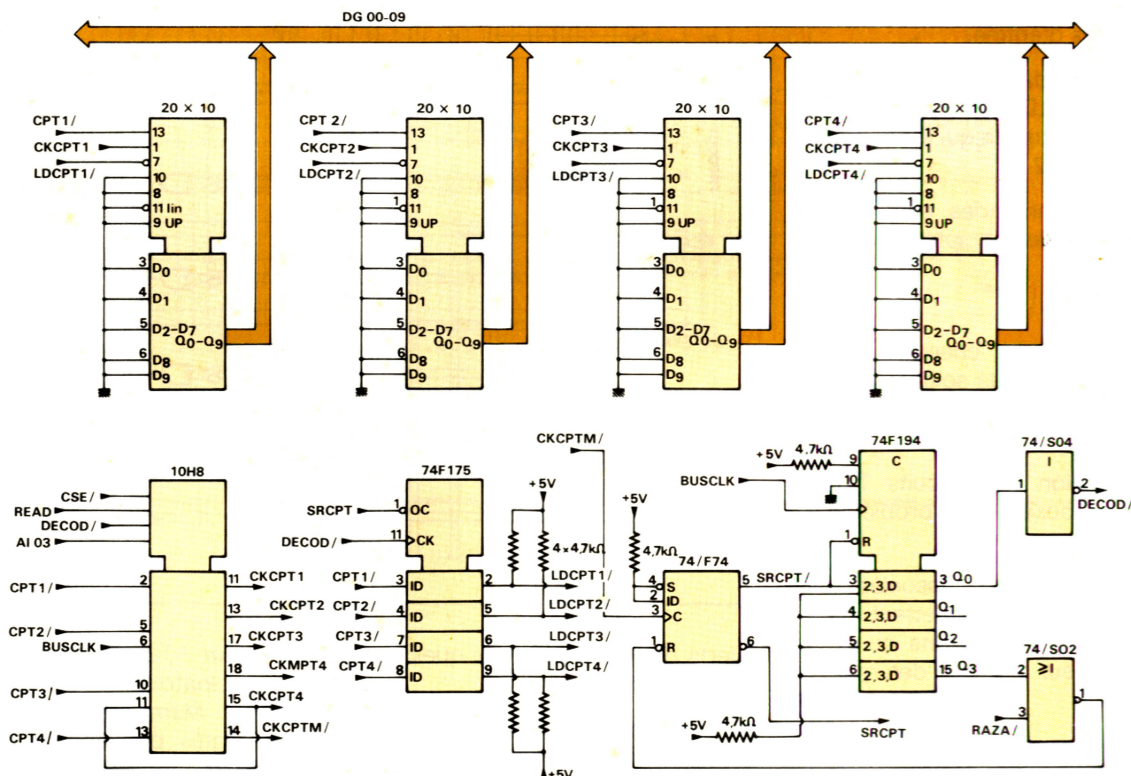 DG 00-09
20 × 10
CPT1/
CKCPT1
LDCPT1/
13
1
7
10
8
11 Iin
9 UP
3 D0
4 D1
5 D2-D7
Q0-Q9
6 D8
D9
20 × 10
CPT 2/
CKCPT2
LDCPT2/
13
1
7
10
8
1 11
9 UP
3 D0
4 D1
5 D2-D7
Q0-Q9
6 D8
D9
20 × 10
CPT3/
CKCPT3
LDCPT3/
13
1
7
10
8
1 11
9 UP
3 D0
4 D1
5 D2-D7
Q0-Q9
6 D8
D9
20 × 10
CPT4/
CKCPT4
LDCPT4/
13
1
7
10
8
1 11
9 UP
3 D0
4 D1
5 D2-D7
Q0-Q9
6 D8
D9
10H8
CSE/
READ
DECOD/
AI 03
CPT1/ 2
CPT2/ 5
BUSCLK 6
CPT3/ 10
11
CPT4/ 13
11 CKCPT1
13 CKCPT2
17 CKCPT3
18 CKMPT4
15 CKCPT4
14 CKCPTM/
74F175
SRCPT 1 OC
DECOD/ 11 CK
CPT1/ 3 ID 2 LDCPT1/
CPT2/ 4 ID 5 LDCPT2/
CPT3/ 7 ID 6 LDCPT3/
CPT4/ 8 ID 9 LDCPT4/
+5V
4×4,7kΩ
+5V
CKCPTM/
+5V
4,7kΩ
74/F74
4 S
2 ID
3 C
1 R
5 SRCPT/
6
SRCPT
74F194
+5V 4.7kΩ 9 C
10
BUSCLK
1 R
3 2,3,D 3 Q0
4 2,3,D Q1
5 2,3,D Q2
6 2,3,D 15 Q3
+5V 4,7kΩ
74/S04
I
1 2
DECOD/
74/SO2
≥I
2
3
1
RAZA/